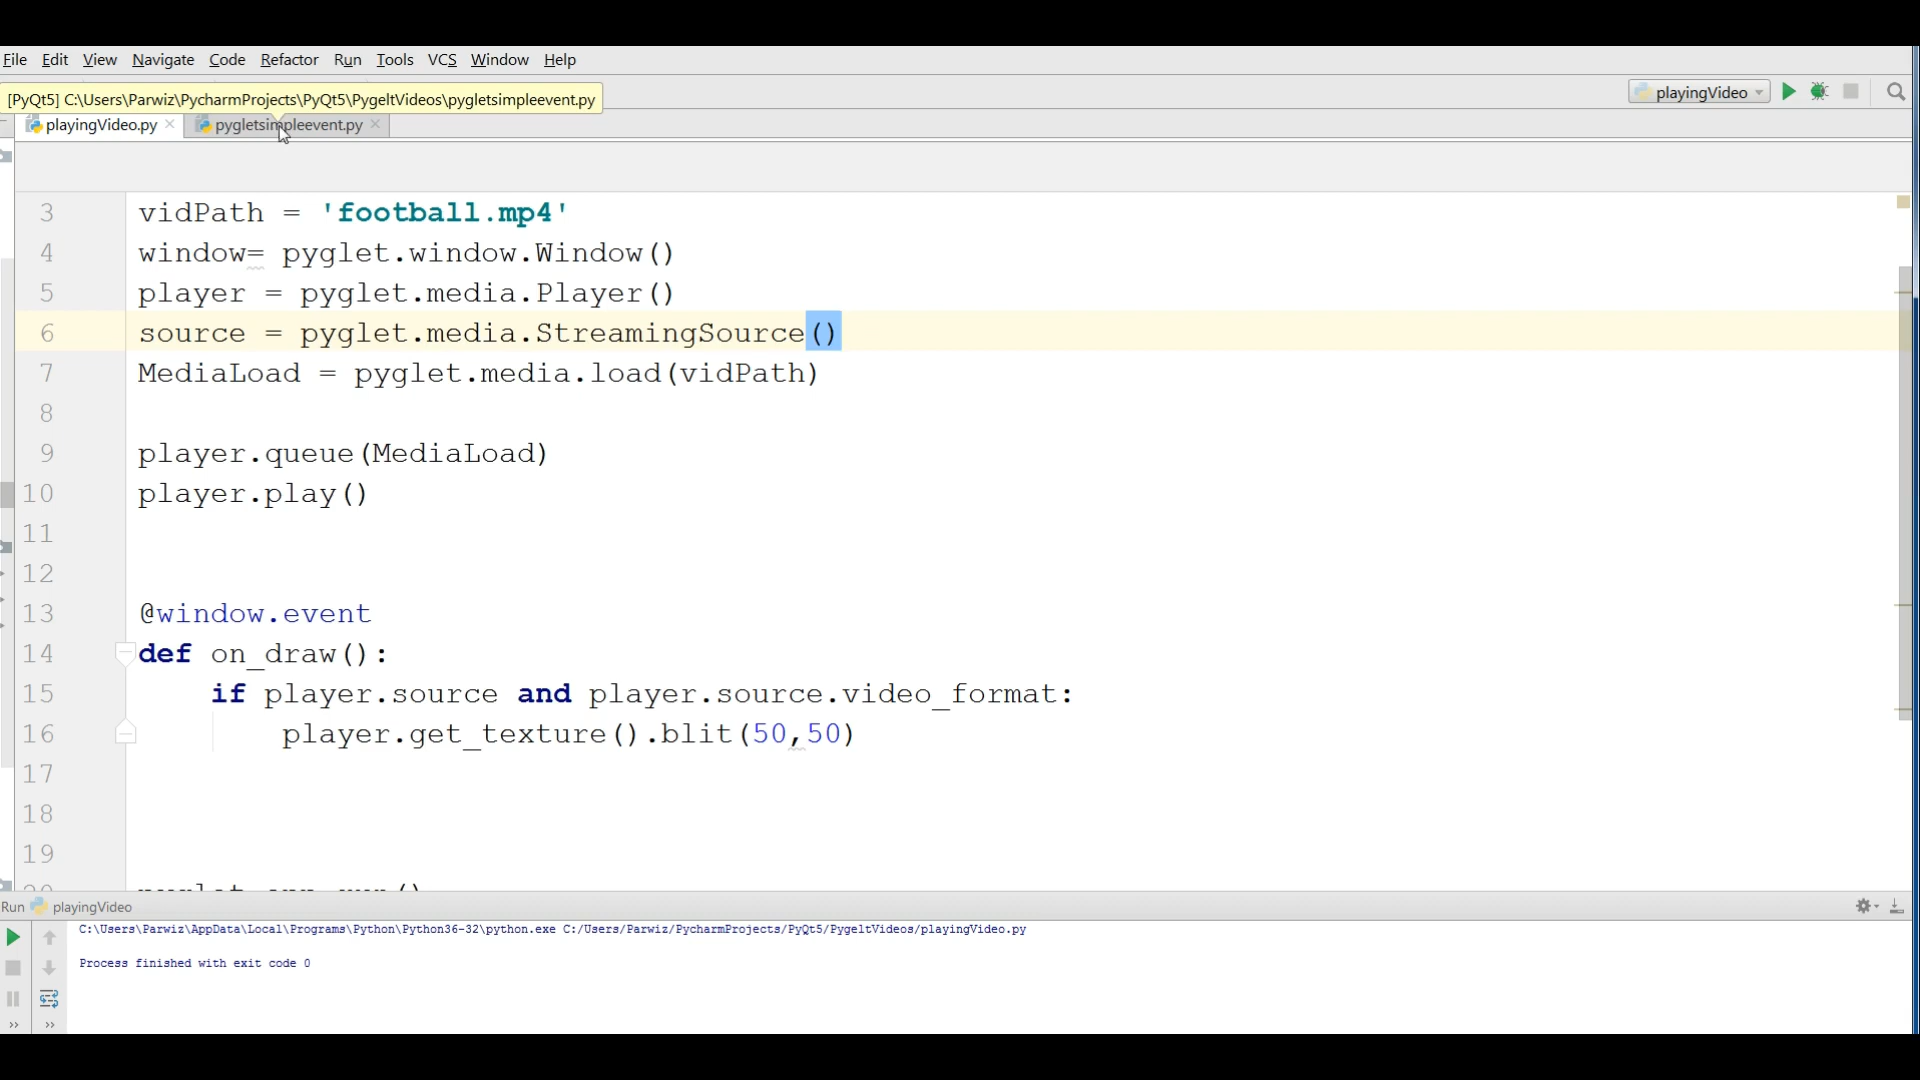 File Edit View Navigate Code Refactor Run Tools VCS Window Help
[PyQt5] C:\Users\Parwiz\PycharmProjects\PyQt5\PygeltVideos\pygletsimpleevent.py
playingVideo
playingVideo.py pygletsimpleevent.py
3 vidPath = 'football.mp4'
4 window= pyglet.window.Window()
5 player = pyglet.media.Player()
6 source = pyglet.media.StreamingSource()
7 MediaLoad = pyglet.media.load(vidPath)
8
9 player.queue(MediaLoad)
10 player.play()
11
12
13 @window.event
14 def on_draw():
15 if player.source and player.source.video_format:
16 player.get_texture().blit(50,50)
17
18
19
Run playingVideo
C:\Users\Parwiz\AppData\Local\Programs\Python\Python36-32\python.exe C:/Users/Parwiz/PycharmProjects/PyQt5/PygeltVideos/playingVideo.py
Process finished with exit code 0